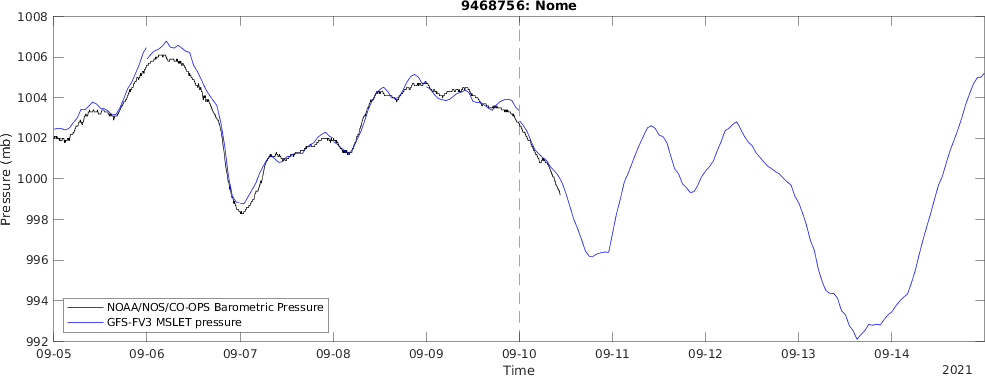 9468756: Nome
1008
1006
1004
1002
1000
998
996
994
992
Pressure (mb)
NOAA/NOS/CO-OPS Barometric Pressure
GFS-FV3 MSLET pressure
09-05 09-06 09-07 09-08 09-09 09-10 09-11 09-12 09-13 09-14
Time
2021